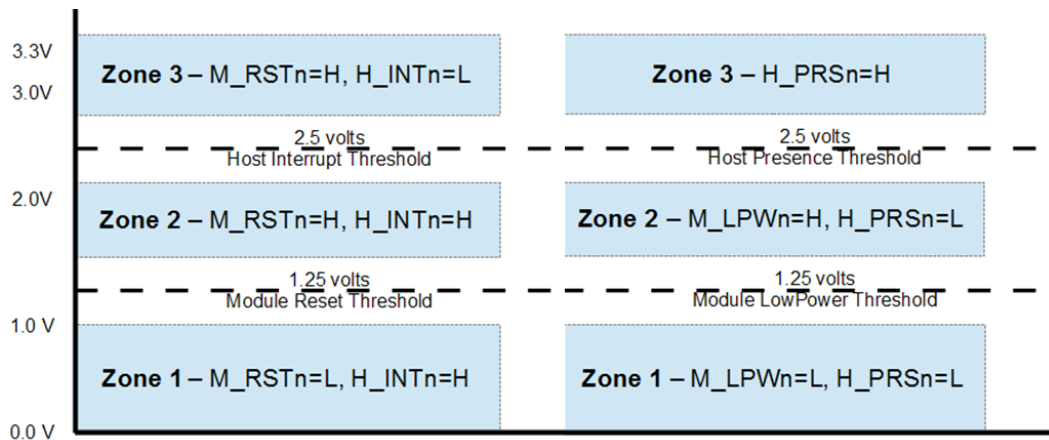 3.3V
Zone 3 – M_RSTn=H, H_INTn=L
Zone 3 – H_PRSn=H
3.0V
2.5 volts
2.5 volts
Host Interrupt Threshold
Host Presence Threshold
2.0V
Zone 2 – M_RSTn=H, H_INTn=H
Zone 2 – M_LPWn=H, H_PRSn=L
1.25 volts
1.25 volts
Module Reset Threshold
Module LowPower Threshold
1.0 V
Zone 1 – M_RSTn=L, H_INTn=H
Zone 1 – M_LPWn=L, H_PRSn=L
0.0 V